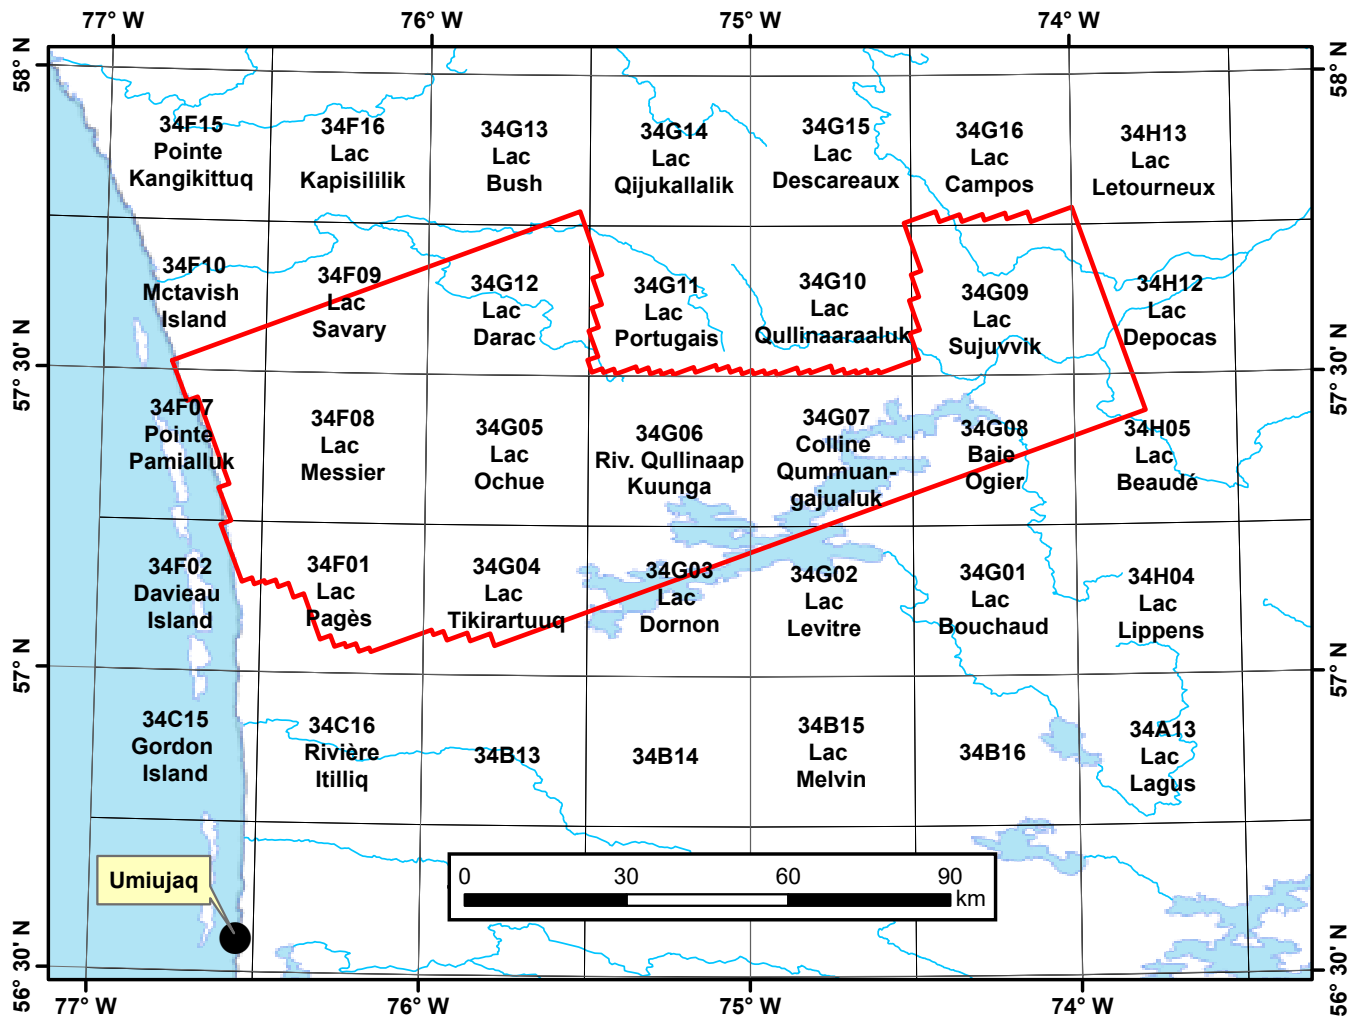 77° W
76° W
75° W
74° W
58° N
58° N
34F15
Pointe
Kangikittuq
34F16
Lac
Kapisililik
34G13
Lac
Bush
34G14
Lac
Qijukallalik
34G15
Lac
Descareaux
34G16
Lac
Campos
34H13
Lac
Letourneux
34F10
Mctavish
Island
34F09
Lac
Savary
34G12
Lac
Darac
34G11
Lac
Portugais
34G10
Lac
Qullinaaraaluk
34G09
Lac
Sujuvvik
34H12
Lac
Depocas
57° 30' N
57° 30' N
34F07
Pointe
Pamialluk
34F08
Lac
Messier
34G05
Lac
Ochue
34G06
Riv. Qullinaap
Kuunga
34G07
Colline
Qummuan-
gajualuk
34G08
Baie
Ogier
34H05
Lac
Beaudé
34F02
Davieau
Island
34F01
Lac
Pagès
34G04
Lac
Tikirartuuq
34G03
Lac
Dornon
34G02
Lac
Levitre
34G01
Lac
Bouchaud
34H04
Lac
Lippens
57° N
57° N
34C15
Gordon
Island
34C16
Rivière
Itilliq
34B13
34B14
34B15
Lac
Melvin
34B16
34A13
Lac
Lagus
Umiujaq
0 30 60 90
km
56° 30' N
56° 30' N
77° W
76° W
75° W
74° W